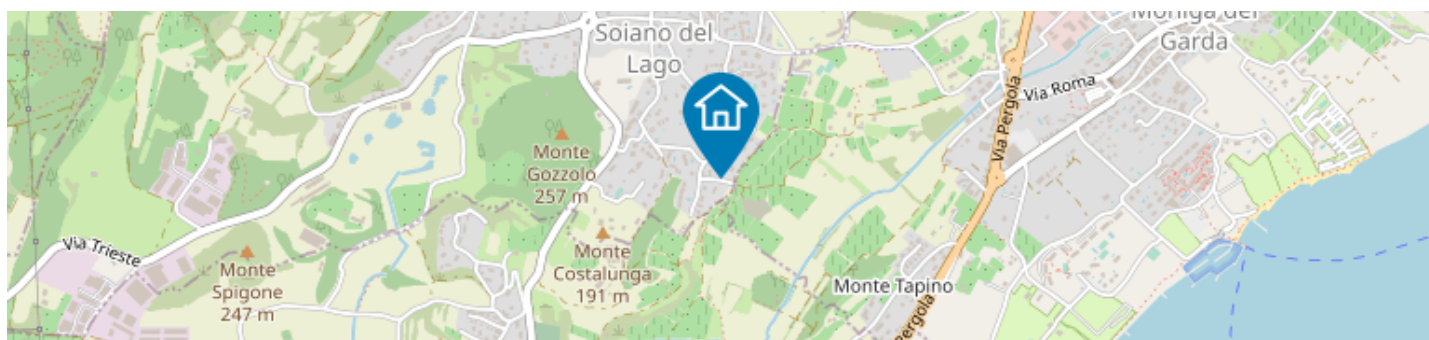 Soiano del
Lago
Moniga del
Garda
Via Roma
Via Pergola
Monte
Gozzolo
257 m
Via Trieste
Monte
Spigone
247 m
Monte
Costalunga
191 m
Monte Tapino
Pergola